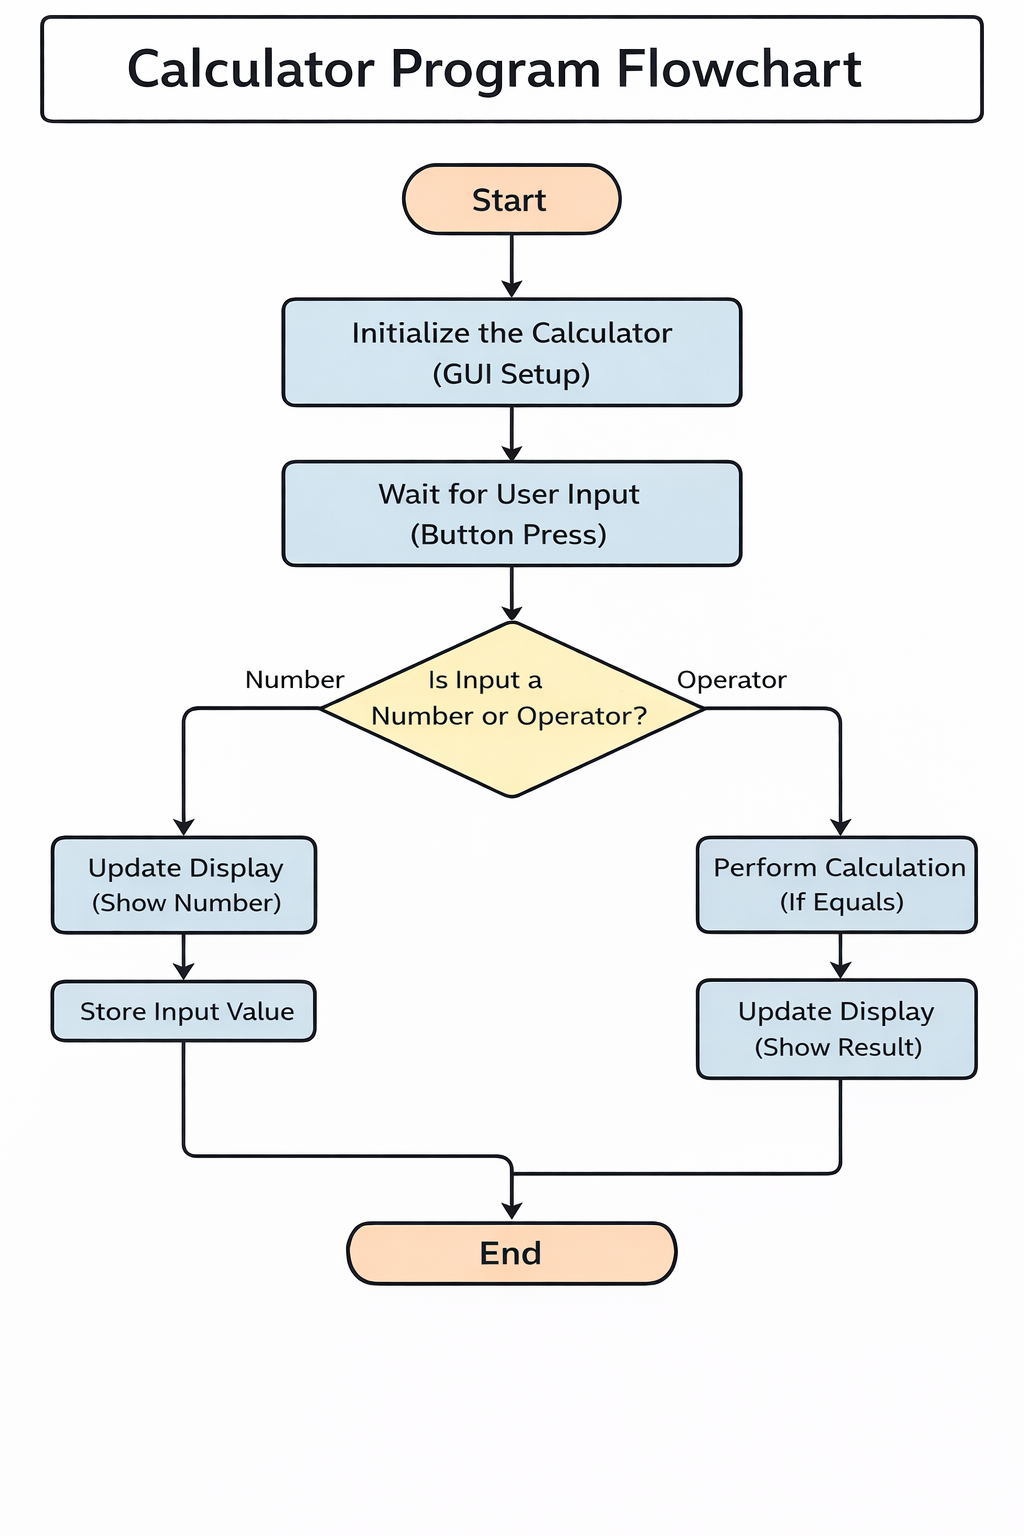 Calculator Program Flowchart
Start
Initialize the Calculator
(GUI Setup)
Wait for User Input
(Button Press)
Number
Is Input a
Number or Operator?
Operator
Update Display
(Show Number)
Store Input Value
Perform Calculation
(If Equals)
Update Display
(Show Result)
End